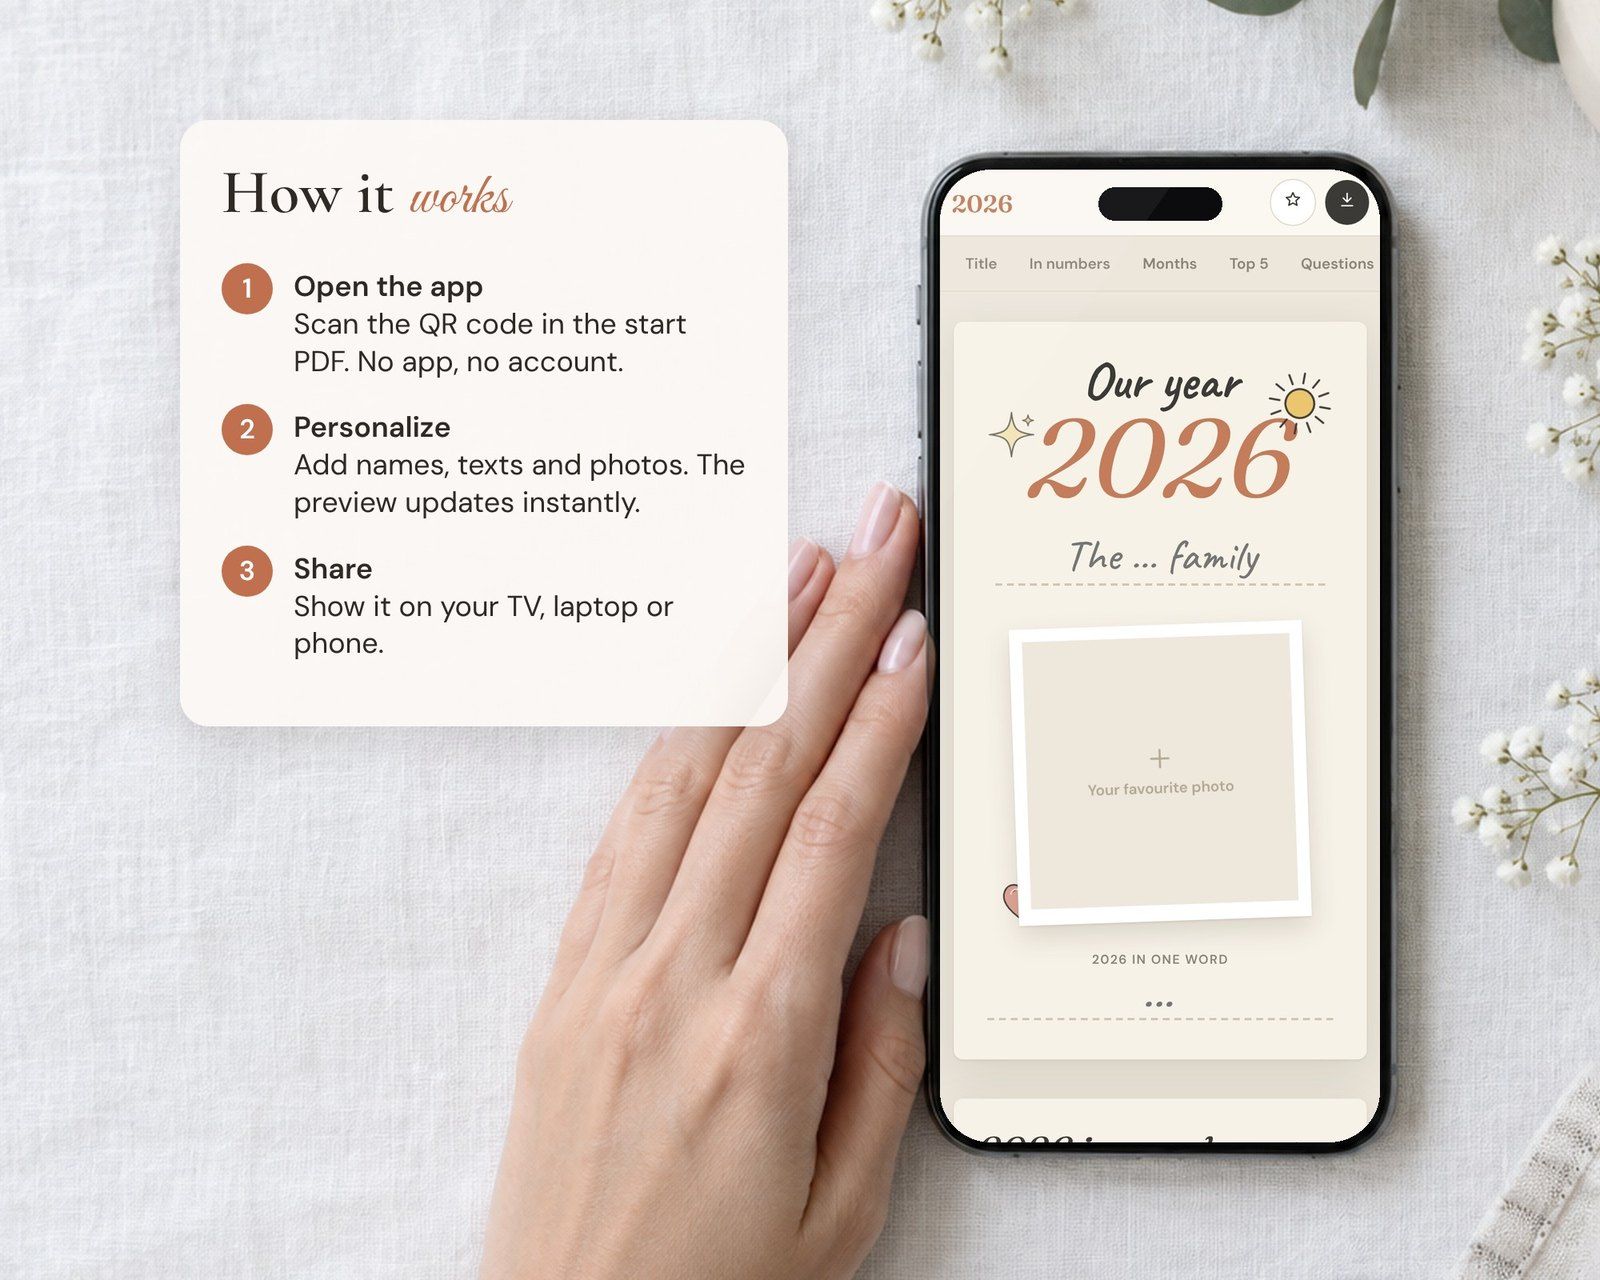 How it works
1
Open the app
Scan the QR code in the start
PDF. No app, no account.
2
Personalize
Add names, texts and photos. The
preview updates instantly.
3
Share
Show it on your TV, laptop or
phone.
2026
Title In numbers Months Top 5 Questions
Our year
2026
The ... family
Your favourite photo
2026 IN ONE WORD
...